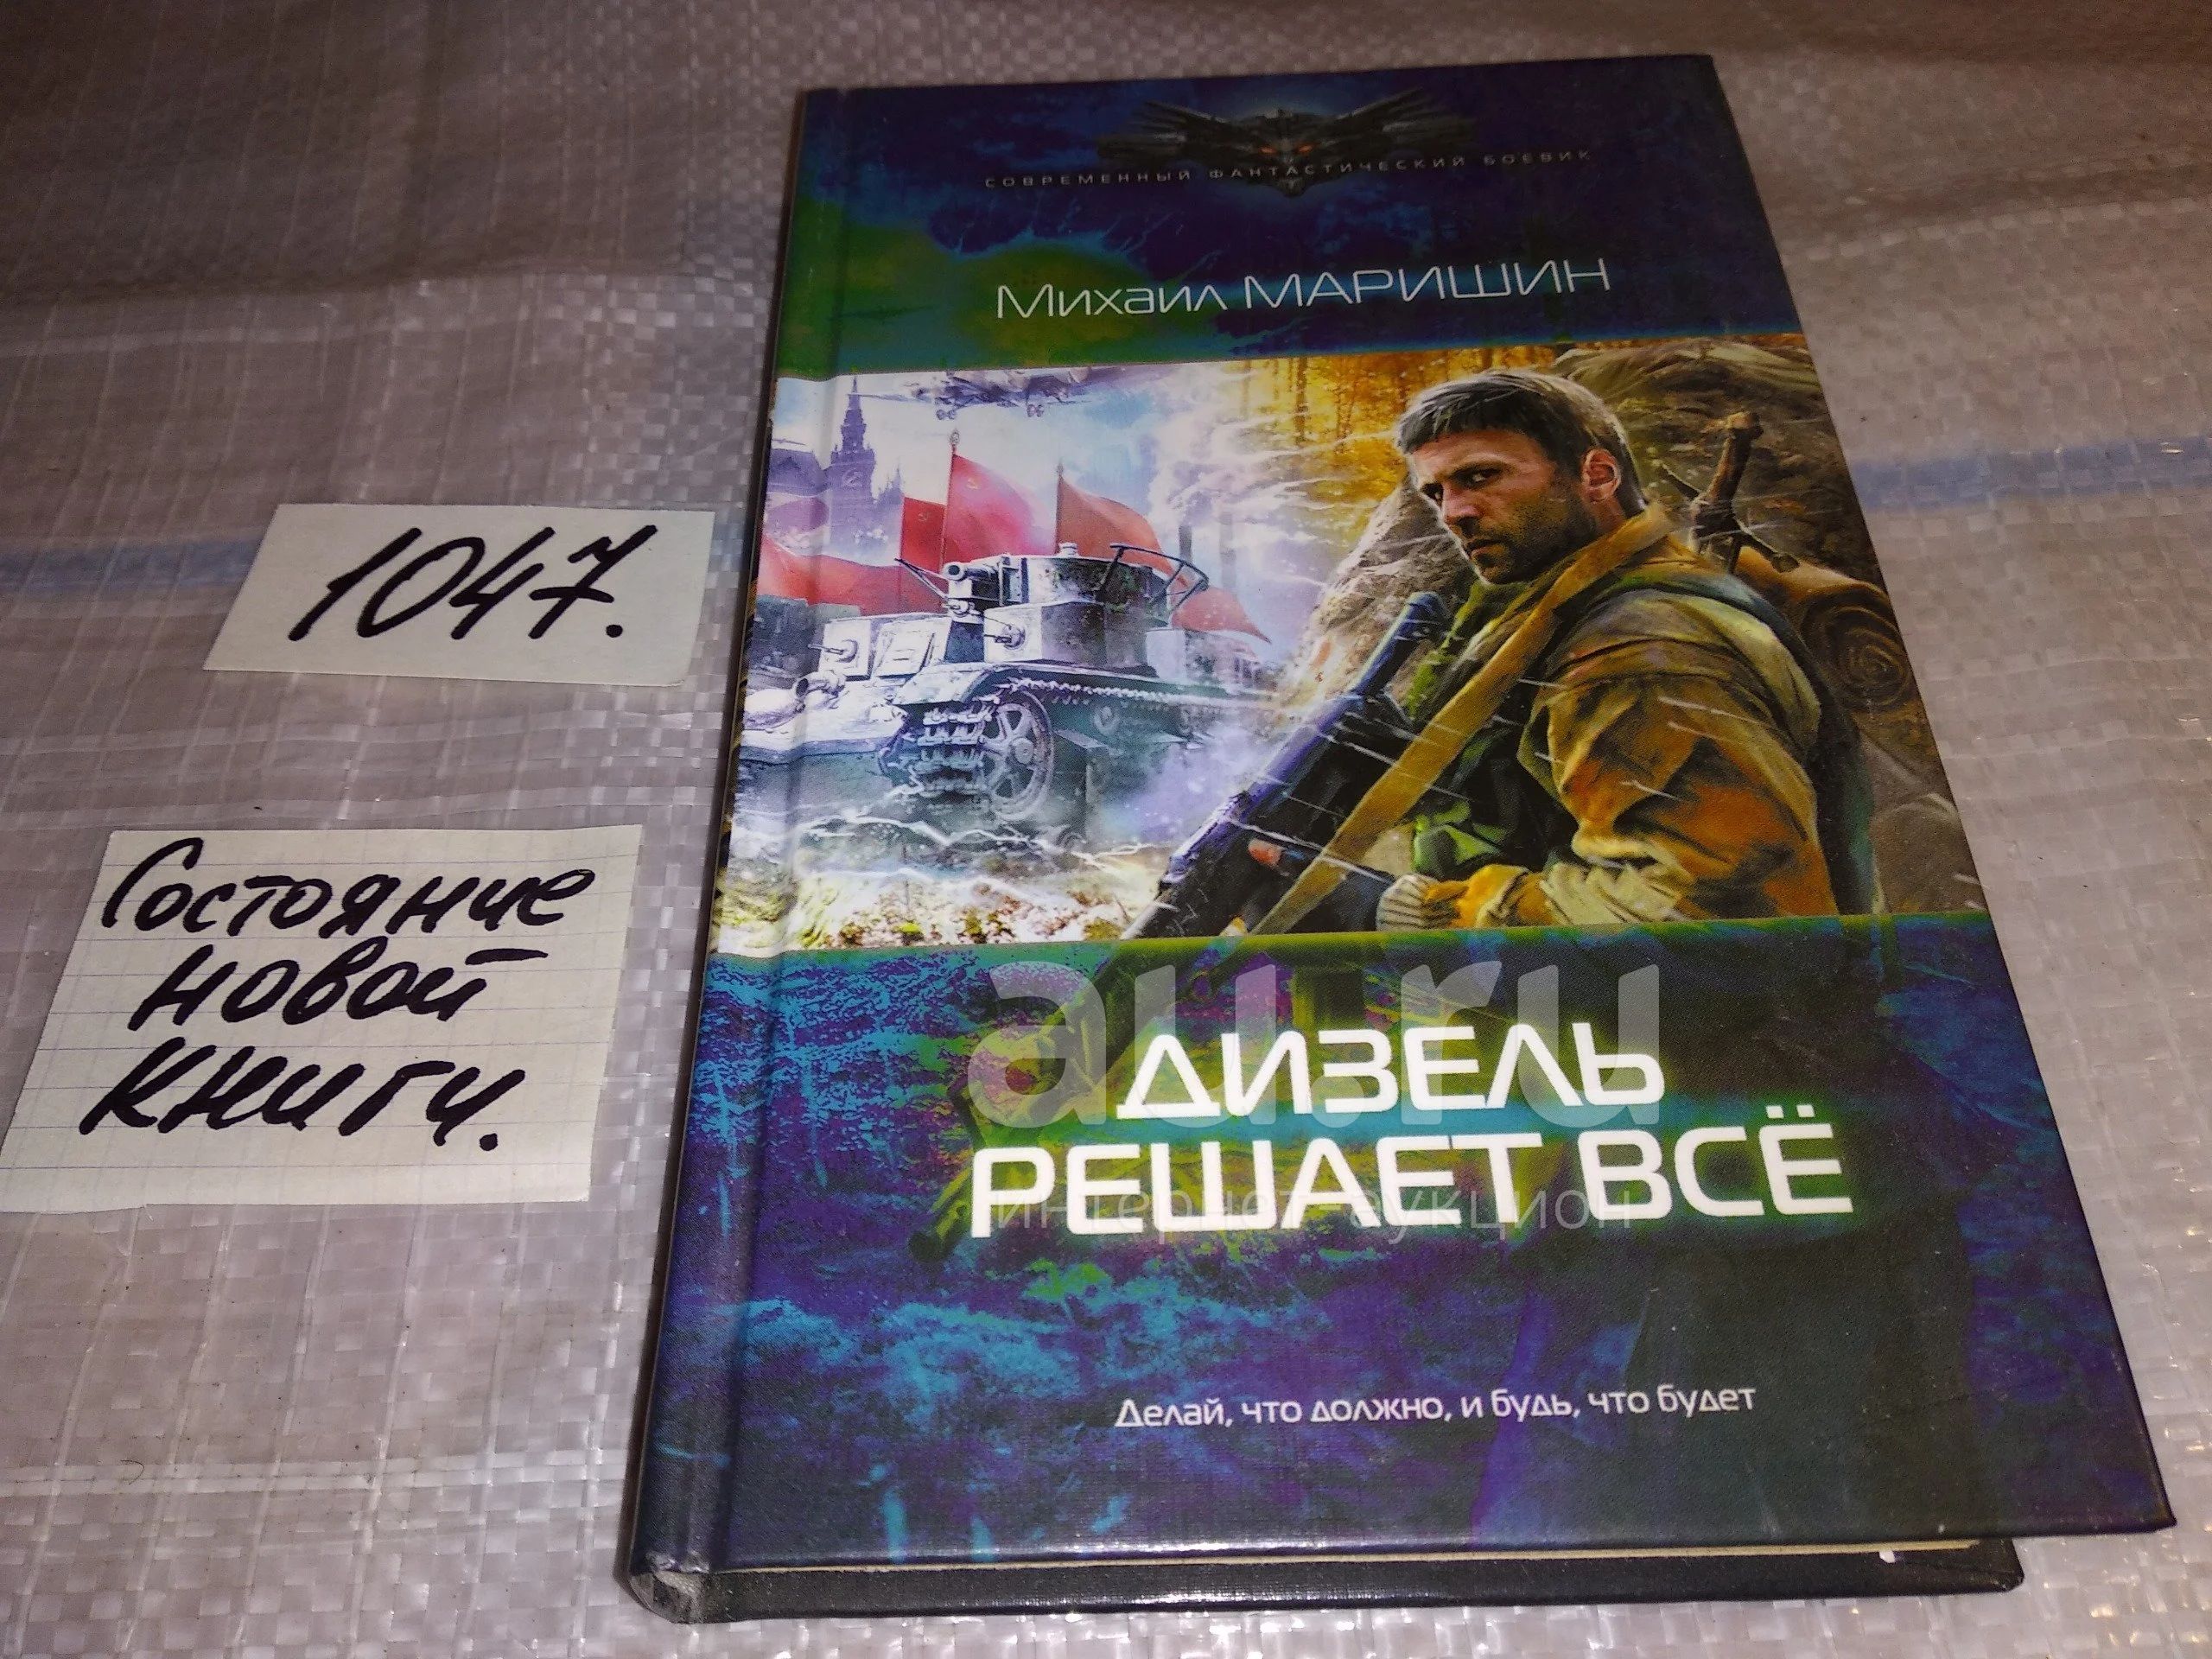 СОВРЕМЕННЫЙ ФАНТАСТИЧЕСКИЙ БОЕВИК
Михаил МАРИШИН
1047.
Состояние
новой
книги.
au.ru
ДИЗЕЛЬ
РЕШАЕТ ВСЁ
интернет-аукцион
Делай, что должно, и будь, что будет